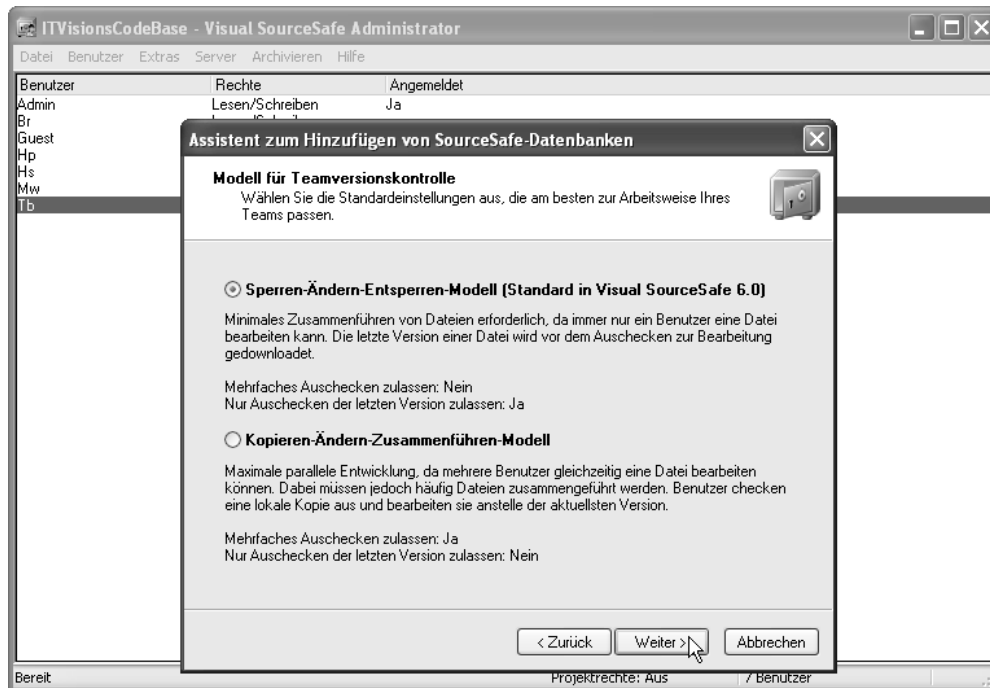 ITVisionsCodeBase - Visual SourceSafe Administrator
Datei Benutzer Extras Server Archivieren Hilfe
Benutzer Rechte Angemeldet
Admin Lesen/Schreiben Ja
Br
Guest
Hp
Hs
Mw
Tb
Assistent zum Hinzufügen von SourceSafe-Datenbanken
Modell für Teamversionskontrolle
Wählen Sie die Standardeinstellungen aus, die am besten zur Arbeitsweise Ihres
Teams passen.
Sperren-Ändern-Entsperren-Modell (Standard in Visual SourceSafe 6.0)
Minimales Zusammenführen von Dateien erforderlich, da immer nur ein Benutzer eine Datei
bearbeiten kann. Die letzte Version einer Datei wird vor dem Auschecken zur Bearbeitung
gedownloadet.
Mehrfaches Auschecken zulassen: Nein
Nur Auschecken der letzten Version zulassen: Ja
Kopieren-Ändern-Zusammenführen-Modell
Maximale parallele Entwicklung, da mehrere Benutzer gleichzeitig eine Datei bearbeiten
können. Dabei müssen jedoch häufig Dateien zusammengeführt werden. Benutzer checken
eine lokale Kopie aus und bearbeiten sie anstelle der aktuellsten Version.
Mehrfaches Auschecken zulassen: Ja
Nur Auschecken der letzten Version zulassen: Nein
< Zurück Weiter > Abbrechen
Bereit Projektrechte: Aus 7 Benutzer